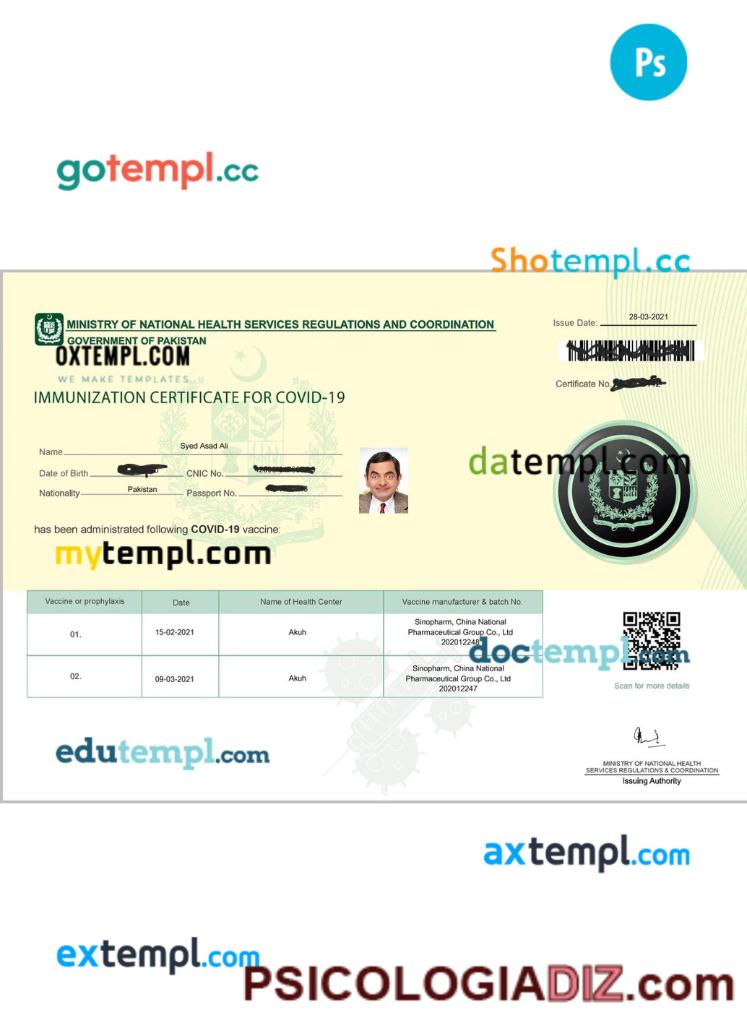 Ps
gotempl.cc
Shotempl.cc
MINISTRY OF NATIONAL HEALTH SERVICES REGULATIONS AND COORDINATION
GOVERNMENT OF PAKISTAN
OXTEMPL.COM
WE MAKE TEMPLATES
Issue Date: 28-03-2021
IMMUNIZATION CERTIFICATE FOR COVID-19
Certificate No.
Name Syed Asad Ali
Date of Birth CNIC No.
Nationality Pakistan Passport No.
datempl.com
has been administrated following COVID-19 vaccine:
mytempl.com
Vaccine or prophylaxis Date Name of Health Center Vaccine manufacturer & batch No.
01. 15-02-2021 Akuh Sinopharm, China National
Pharmaceutical Group Co., Ltd
doctempl.com
02. 09-03-2021 Akuh Sinopharm, China National
Pharmaceutical Group Co., Ltd
202012247
Scan for more details
edutempl.com
MINISTRY OF NATIONAL HEALTH
SERVICES REGULATIONS & COORDINATION
Issuing Authority
axtempl.com
extempl.com
PSICOLOGIADIZ.com